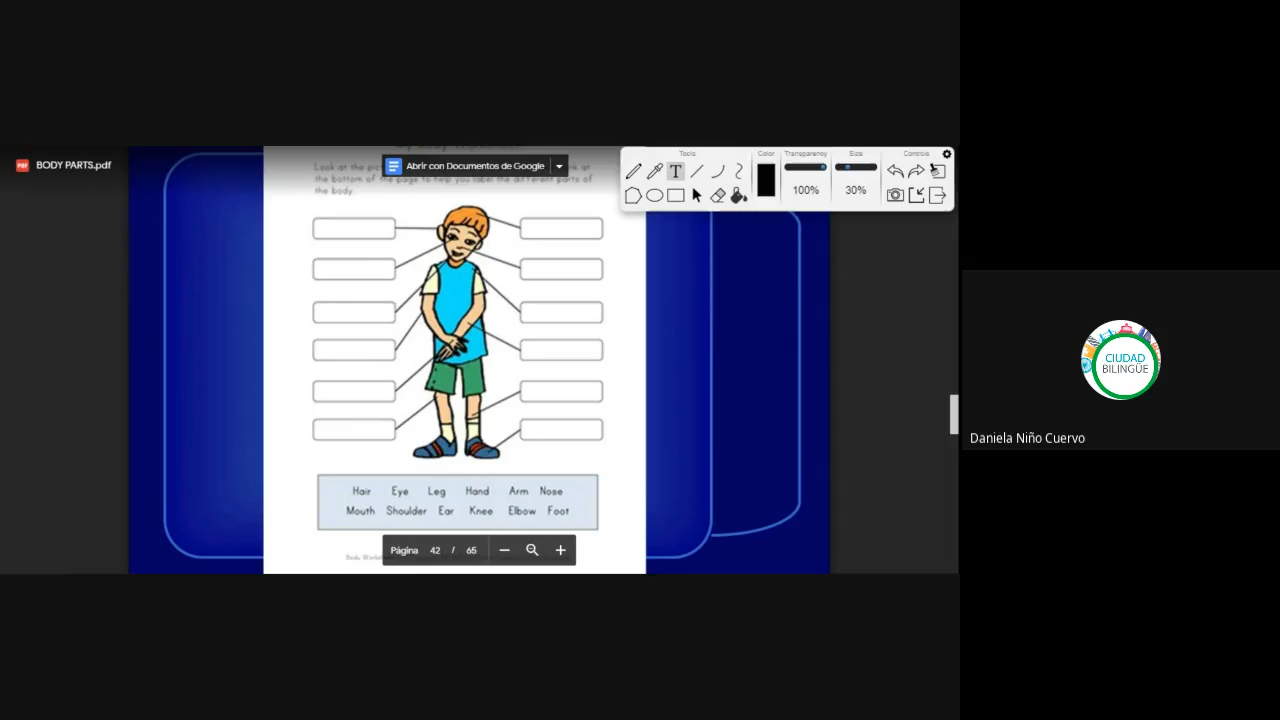 BODY PARTS.pdf
Abrir con Documentos de Google
Tools
Color
Transparency
Size
Controls
100%
30%
Look at the
at
the bottom of the page to help you label the different parts of
the body.
Hair Eye Leg Hand Arm Nose
Mouth Shoulder Ear Knee Elbow Foot
Página 42 / 65
CIUDAD
BILINGÜE
Daniela Niño Cuervo